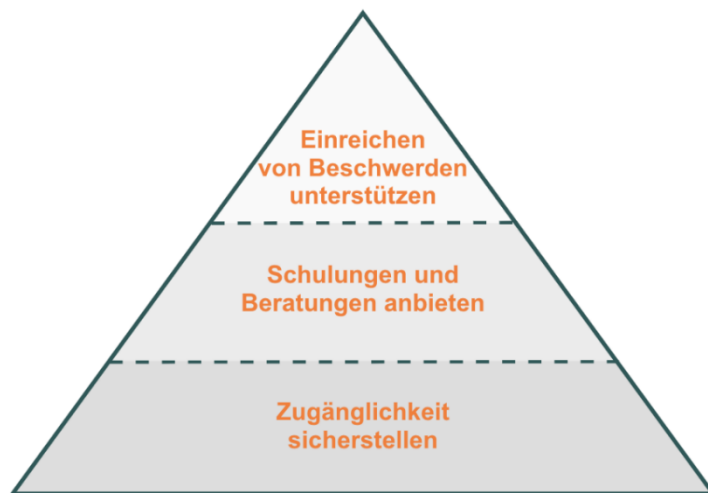 Einreichen
von Beschwerden
unterstützen
Schulungen und
Beratungen anbieten
Zugänglichkeit
sicherstellen